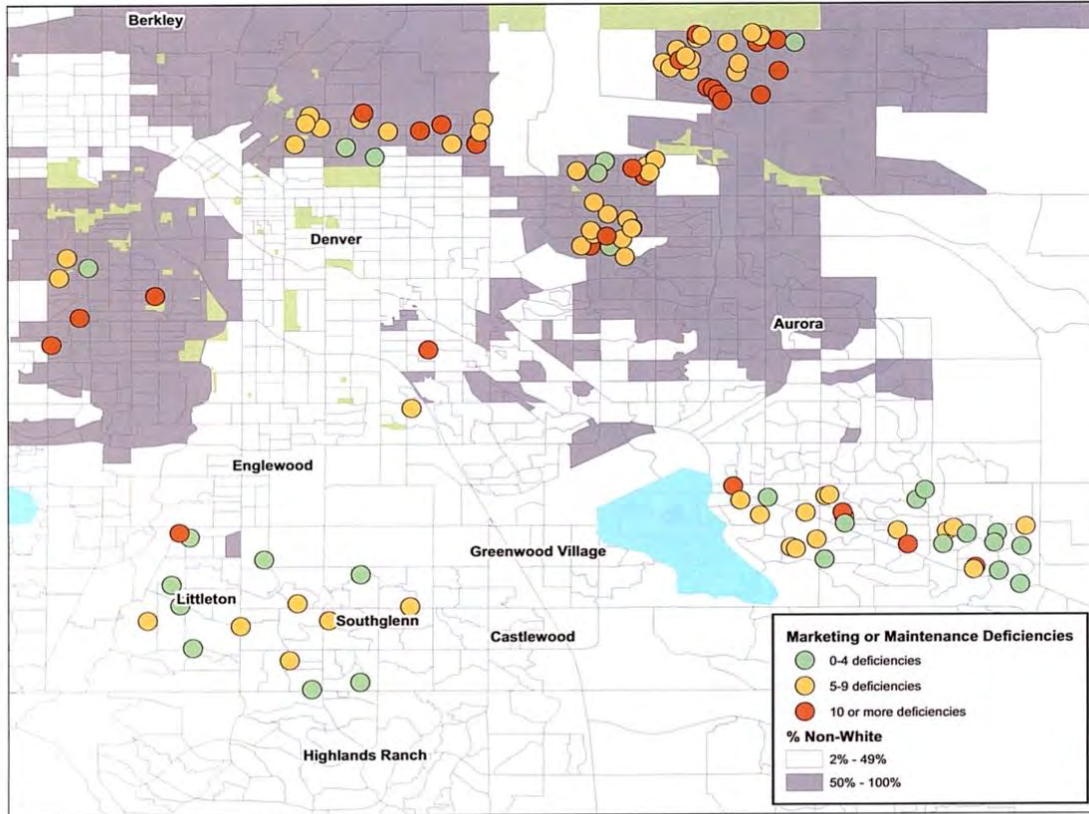 Berkley
Denver
Aurora
Englewood
Greenwood Village
Littleton
Southglenn
Castlewood
Highlands Ranch
Marketing or Maintenance Deficiencies
0-4 deficiencies
5-9 deficiencies
10 or more deficiencies
% Non-White
2% - 49%
50% - 100%